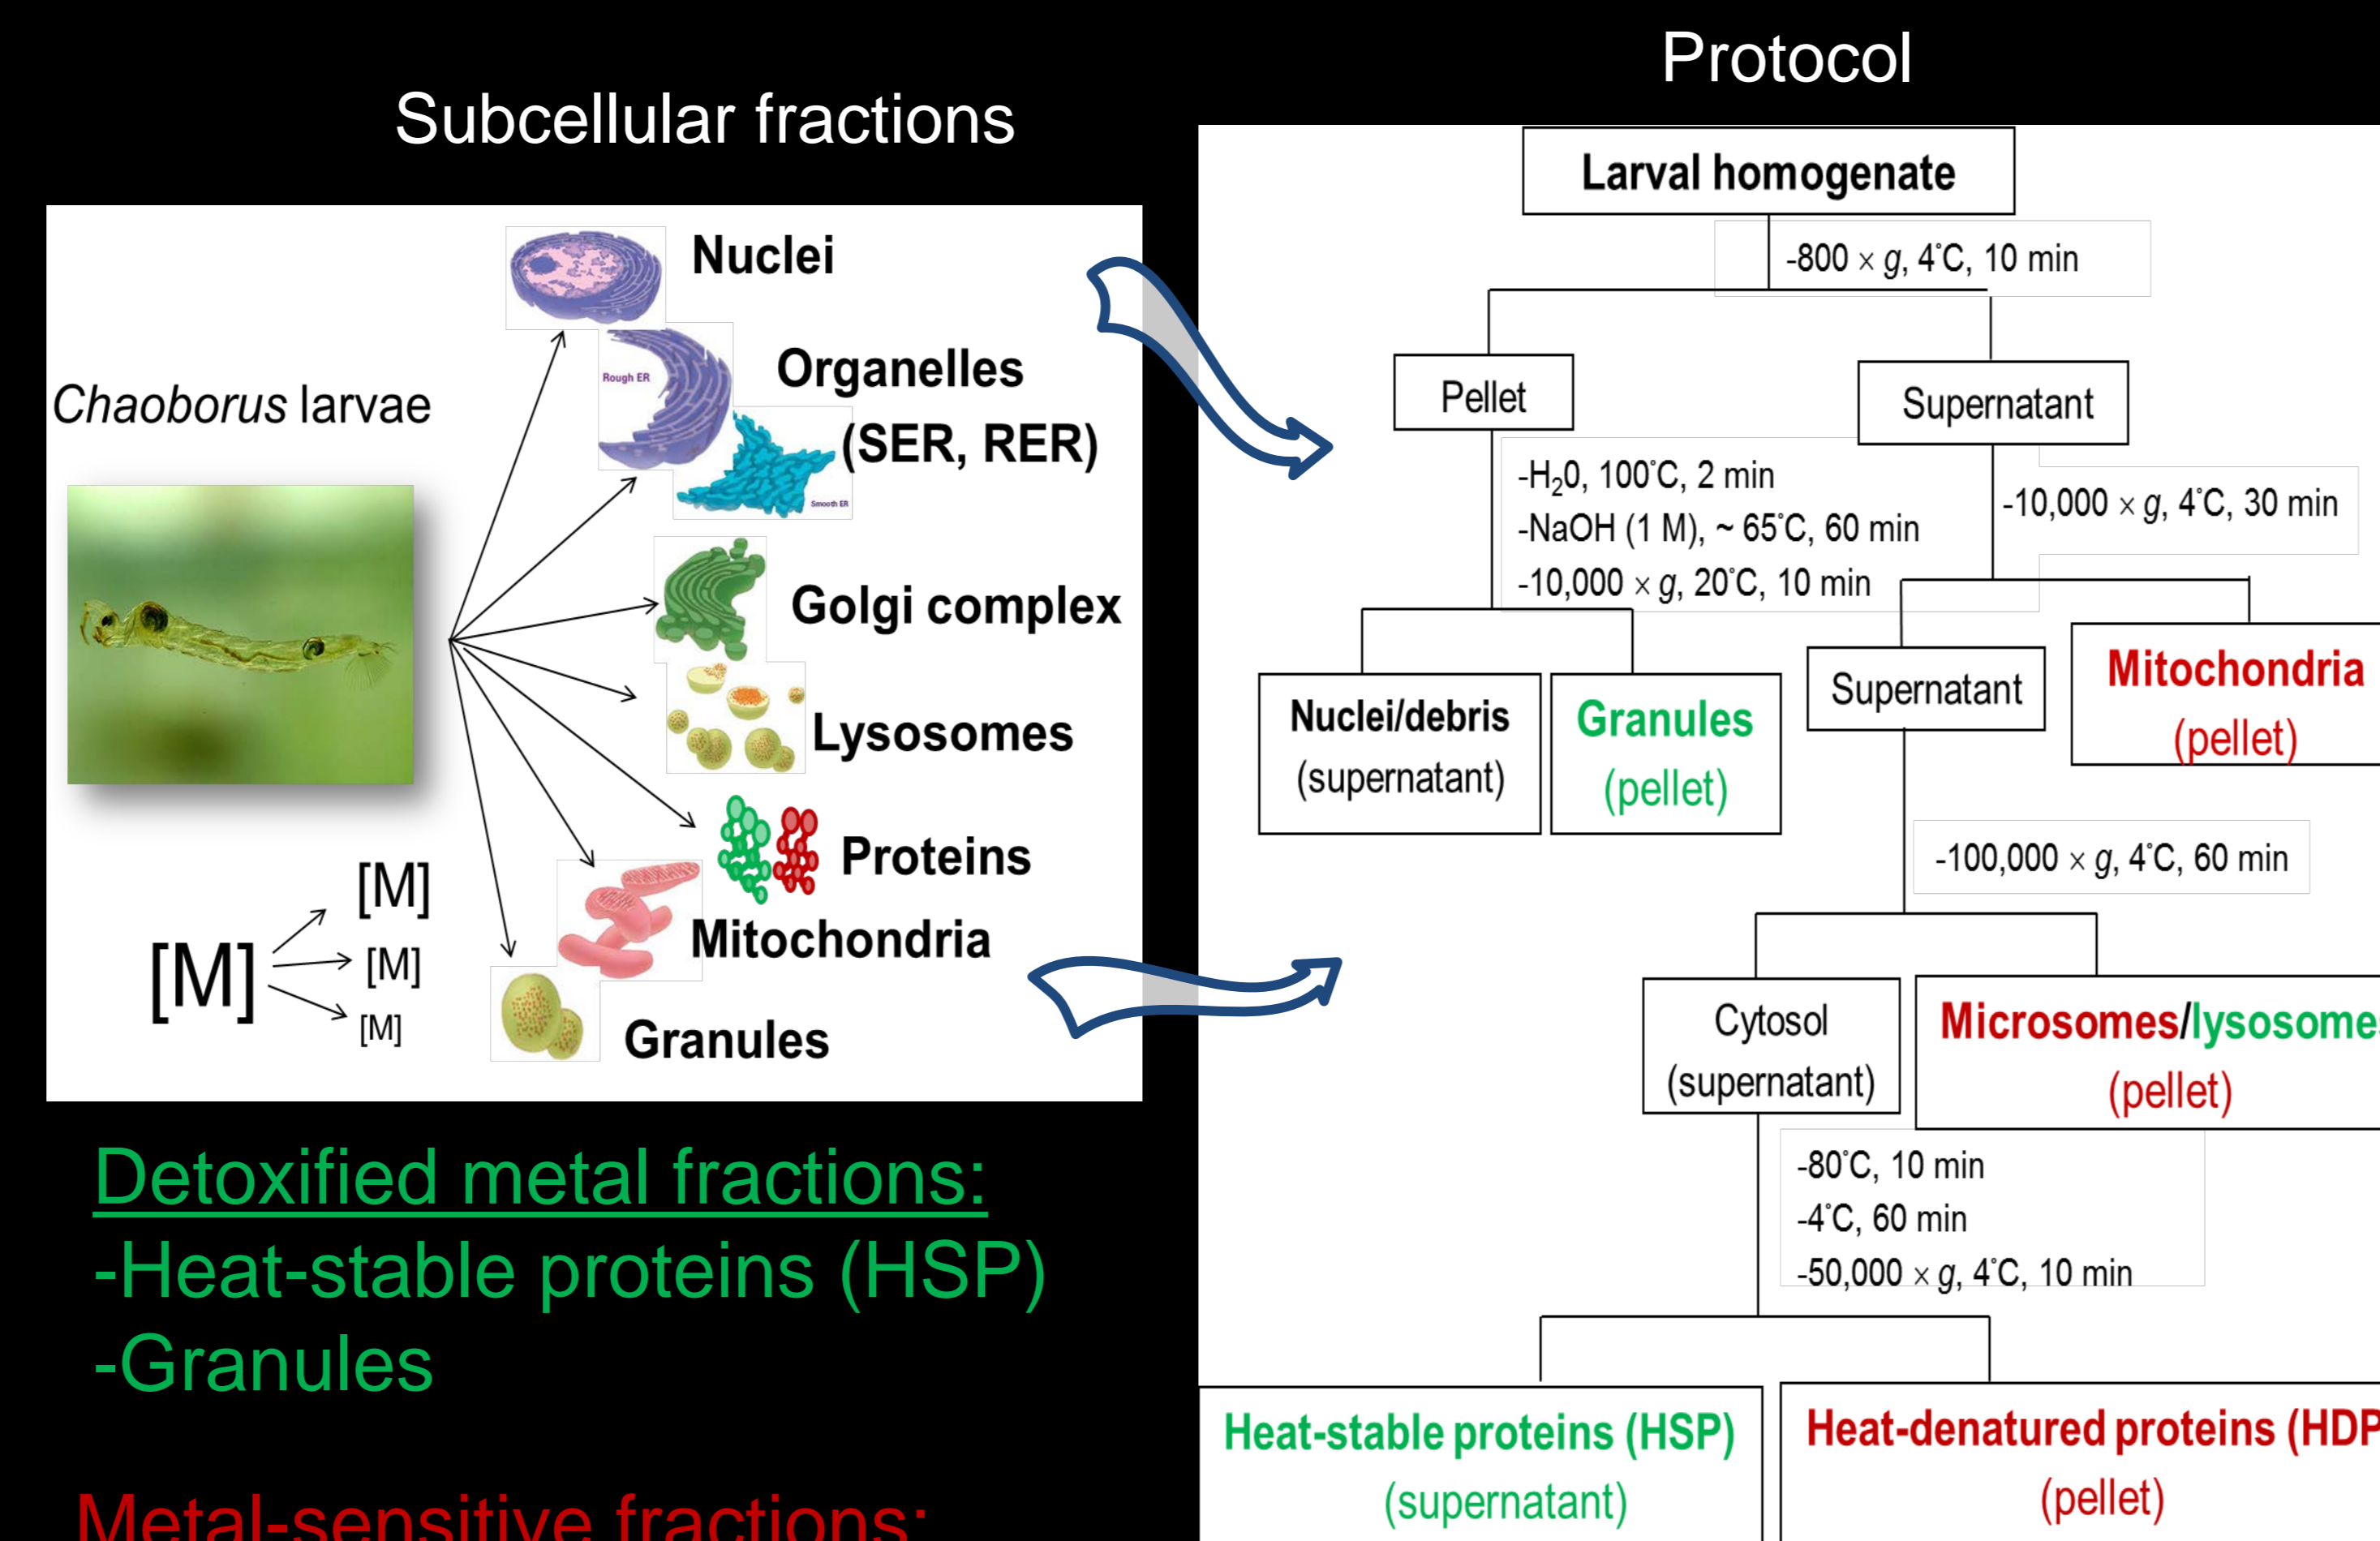 Protocol
Subcellular fractions
Nuclei
Organelles
(SER, RER)
Rough ER
Smooth ER
Chaoborus larvae
Golgi complex
Lysosomes
Proteins
Mitochondria
Granules
[M]
[M]
[M]
[M]
Detoxified metal fractions:
-Heat-stable proteins (HSP)
-Granules
Metal-sensitive fractions:
Larval homogenate
-800 × g, 4°C, 10 min
Pellet
Supernatant
-H₂0, 100°C, 2 min
-NaOH (1 M), ~ 65°C, 60 min
-10,000 × g, 20°C, 10 min
-10,000 × g, 4°C, 30 min
Nuclei/debris
(supernatant)
Granules
(pellet)
Supernatant
Mitochondria
(pellet)
-100,000 × g, 4°C, 60 min
Cytosol
(supernatant)
Microsomes/lysosome
(pellet)
-80°C, 10 min
-4°C, 60 min
-50,000 × g, 4°C, 10 min
Heat-stable proteins (HSP)
(supernatant)
Heat-denatured proteins (HDP
(pellet)